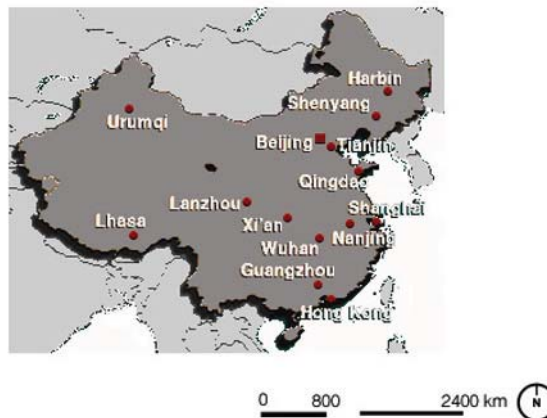 Harbin
Shenyang
Urumqi
Beijing
Tianjin
Qingdao
Lanzhou
Shanghai
Lhasa
Xi'an
Nanjing
Wuhan
Guangzhou
Hong Kong
0 800 2400 km N